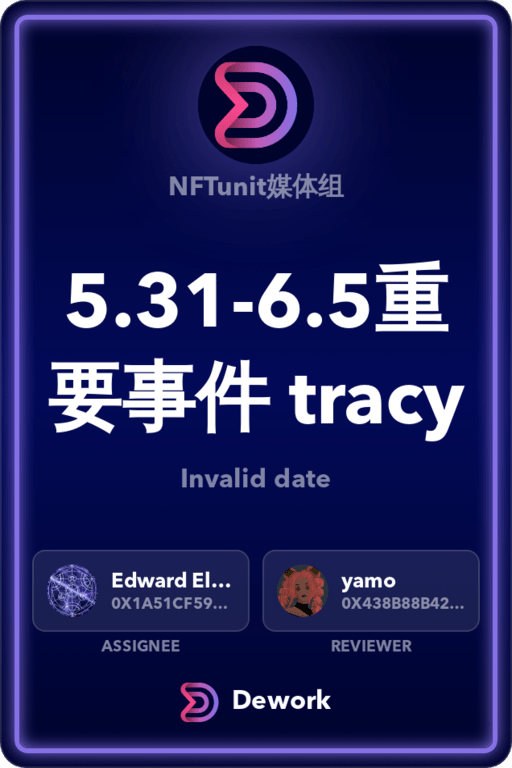 NFTunit媒体组
5.31-6.5重
要事件 tracy
Invalid date
Edward El...
0X1A51CF59...
yamo
0X438B88B42...
ASSIGNEE
REVIEWER
Dework